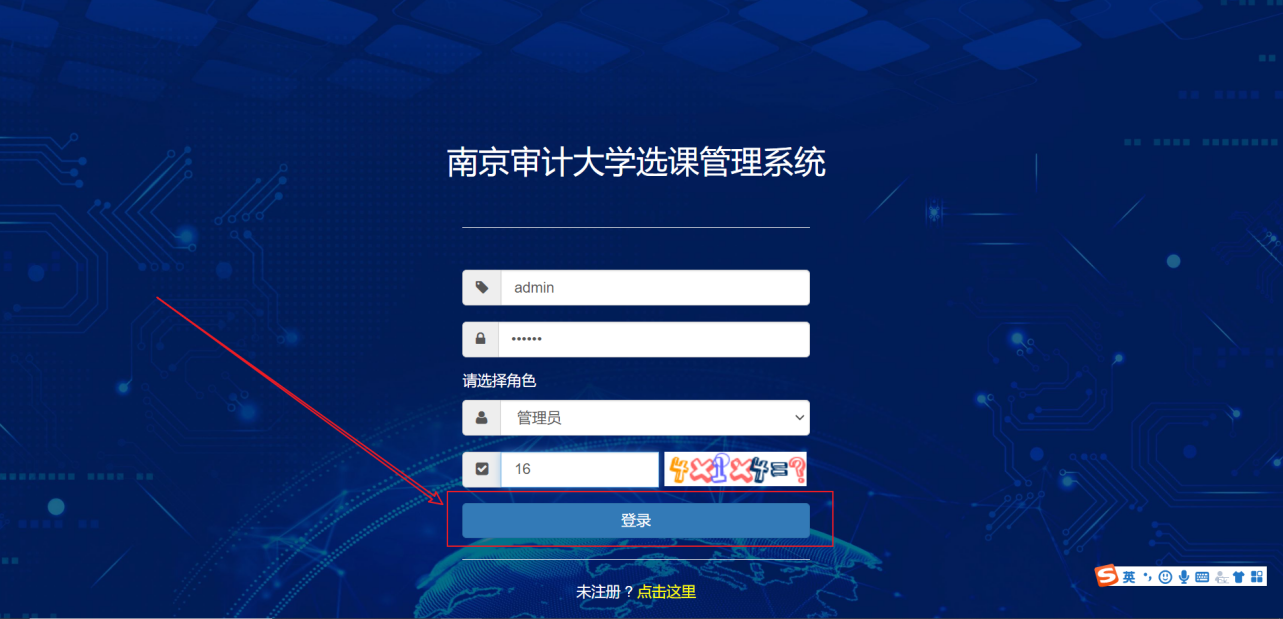 南京审计大学选课管理系统
admin
••••••
请选择角色
管理员
16 4×1×4=?
登录
英
未注册？点击这里